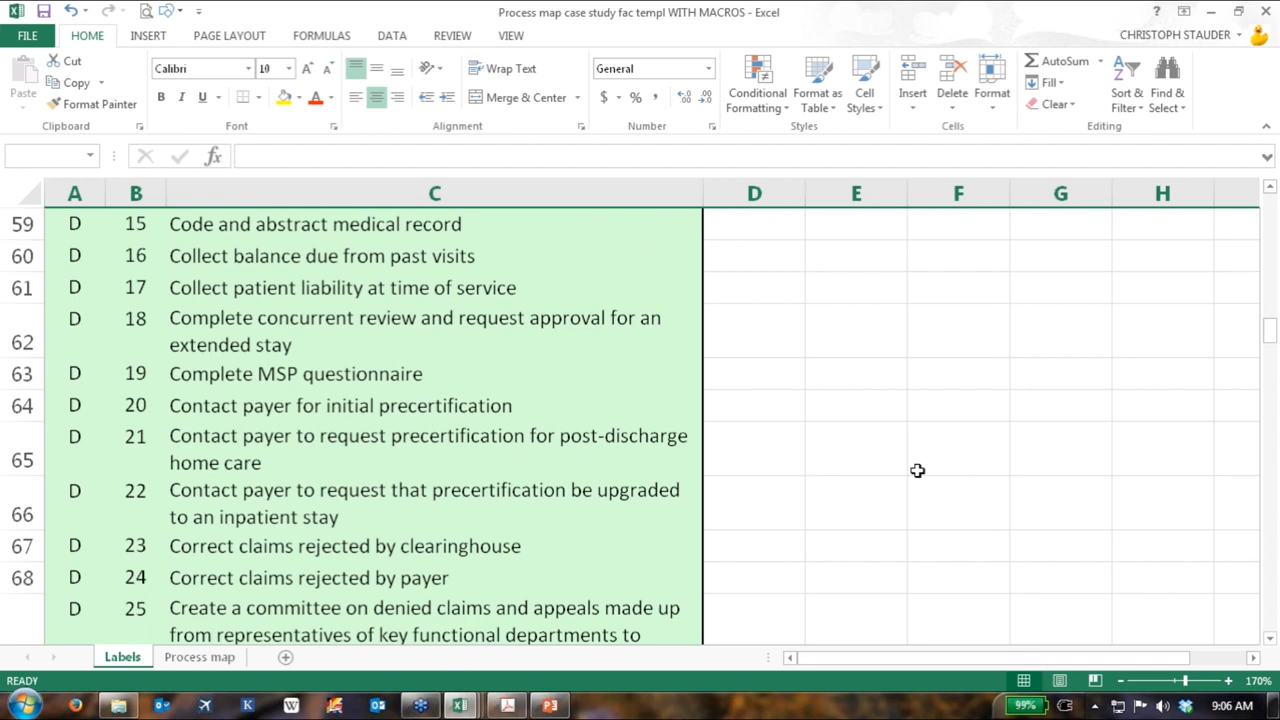 Process map case study fac templ WITH MACROS - Excel
FILE HOME INSERT PAGE LAYOUT FORMULAS DATA REVIEW VIEW CHRISTOPH STAUDER
Paste
Cut
Copy
Format Painter
Clipboard
Calibri 10
B I U
Font
Wrap Text
Merge & Center
Alignment
General
$ % ,
Number
Conditional Formatting
Format as Table
Cell Styles
Styles
Insert Delete Format
Cells
AutoSum
Fill
Clear
Sort & Filter
Find & Select
Editing
fx
A B C D E F G H
59 D 15 Code and abstract medical record
60 D 16 Collect balance due from past visits
61 D 17 Collect patient liability at time of service
62 D 18 Complete concurrent review and request approval for an
extended stay
63 D 19 Complete MSP questionnaire
64 D 20 Contact payer for initial precertification
65 D 21 Contact payer to request precertification for post-discharge
home care
66 D 22 Contact payer to request that precertification be upgraded
to an inpatient stay
67 D 23 Correct claims rejected by clearinghouse
68 D 24 Correct claims rejected by payer
D 25 Create a committee on denied claims and appeals made up
from representatives of key functional departments to
Labels Process map
READY 170%
99% 9:06 AM